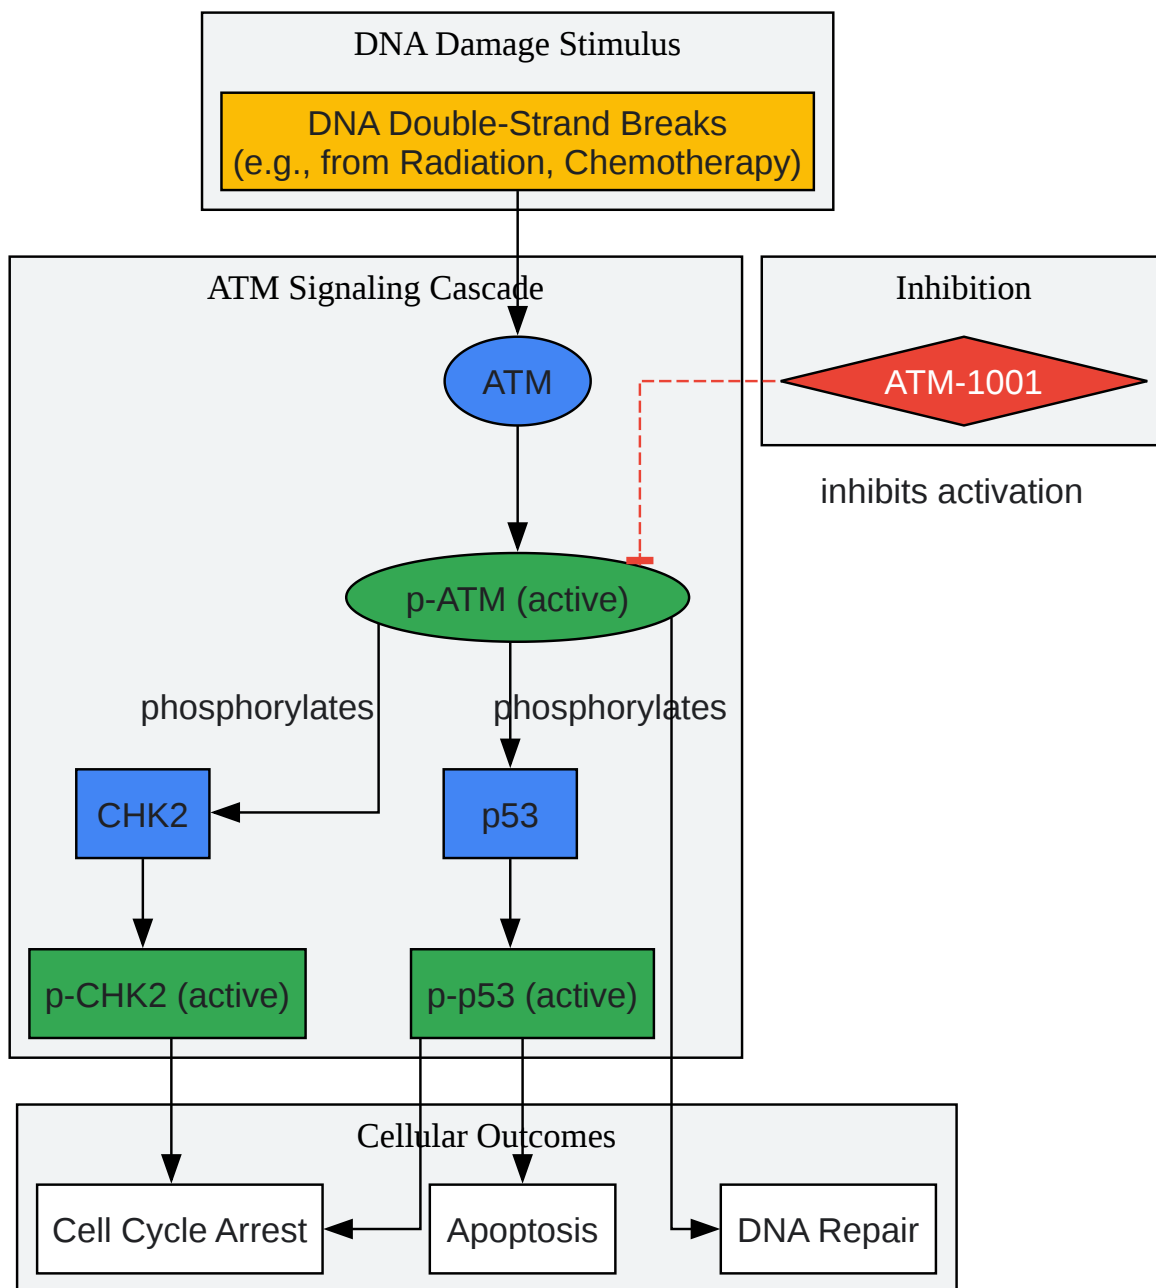 DNA Damage Stimulus
DNA Double-Strand Breaks
(e.g., from Radiation, Chemotherapy)
ATM Signaling Cascade
Inhibition
ATM
ATM-1001
inhibits activation
p-ATM (active)
phosphorylates
phosphorylates
CHK2
p53
p-CHK2 (active)
p-p53 (active)
Cellular Outcomes
Cell Cycle Arrest
Apoptosis
DNA Repair